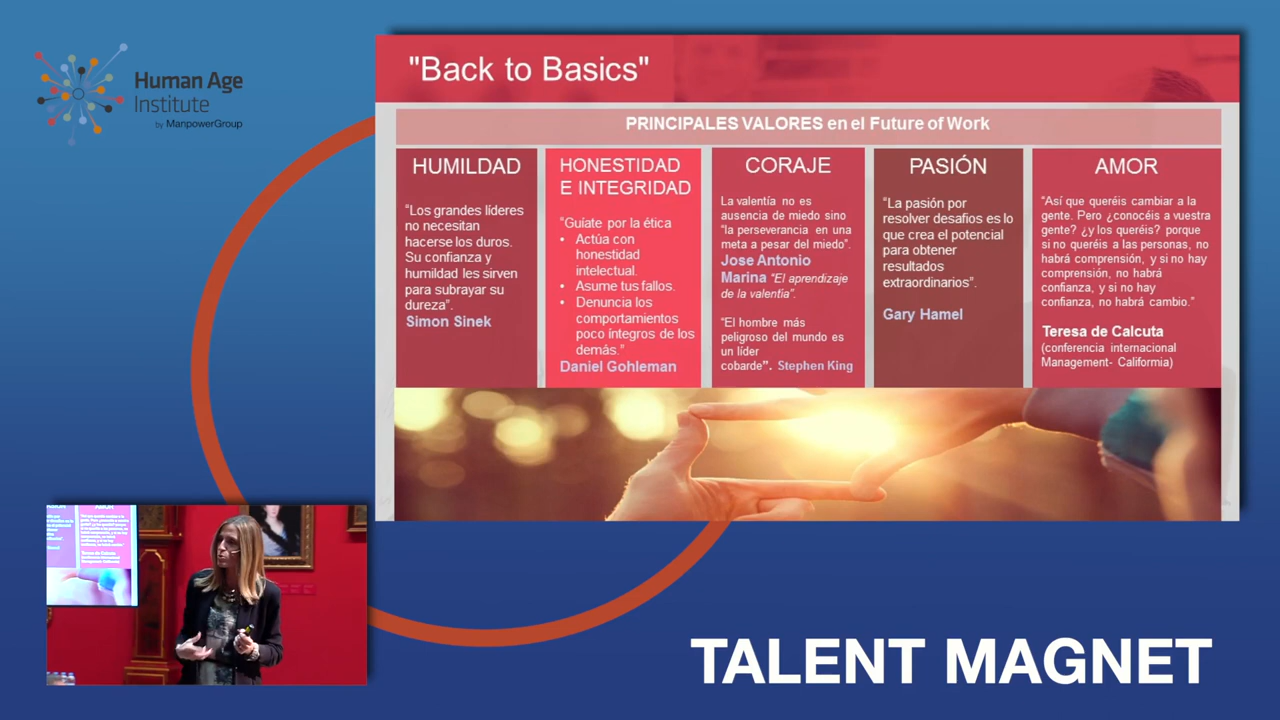 Human Age
Institute
by ManpowerGroup
"Back to Basics"
PRINCIPALES VALORES en el Future of Work
HUMILDAD
"Los grandes líderes
no necesitan
hacerse los duros.
Su confianza y
humildad les sirven
para subrayar su
dureza".
Simon Sinek
HONESTIDAD
E INTEGRIDAD
"Guíate por la ética
• Actúa con
honestidad
intelectual.
• Asume tus fallos.
• Denuncia los
comportamientos
poco íntegros de los
demás."
Daniel Gohleman
CORAJE
La valentía no es
ausencia de miedo sino
"la perseverancia en una
meta a pesar del miedo".
Jose Antonio
Marina "El aprendizaje
de la valentía".
"El hombre más
peligroso del mundo es
un líder
cobarde". Stephen King
PASIÓN
"La pasión por
resolver desafios es lo
que crea el potencial
para obtener
resultados
extraordinarios".
Gary Hamel
AMOR
"Así que queréis cambiar a la
gente. Pero ¿conocéis a vuestra
gente? ¿y los queréis? porque
si no queréis a las personas, no
habrá comprensión, y si no hay
comprensión, no habrá
confianza, y si no hay
confianza, no habrá cambio."
Teresa de Calcuta
(conferencia internacional
Management- Califormia)
AMOR
Teresa de Calcuta
TALENT MAGNET